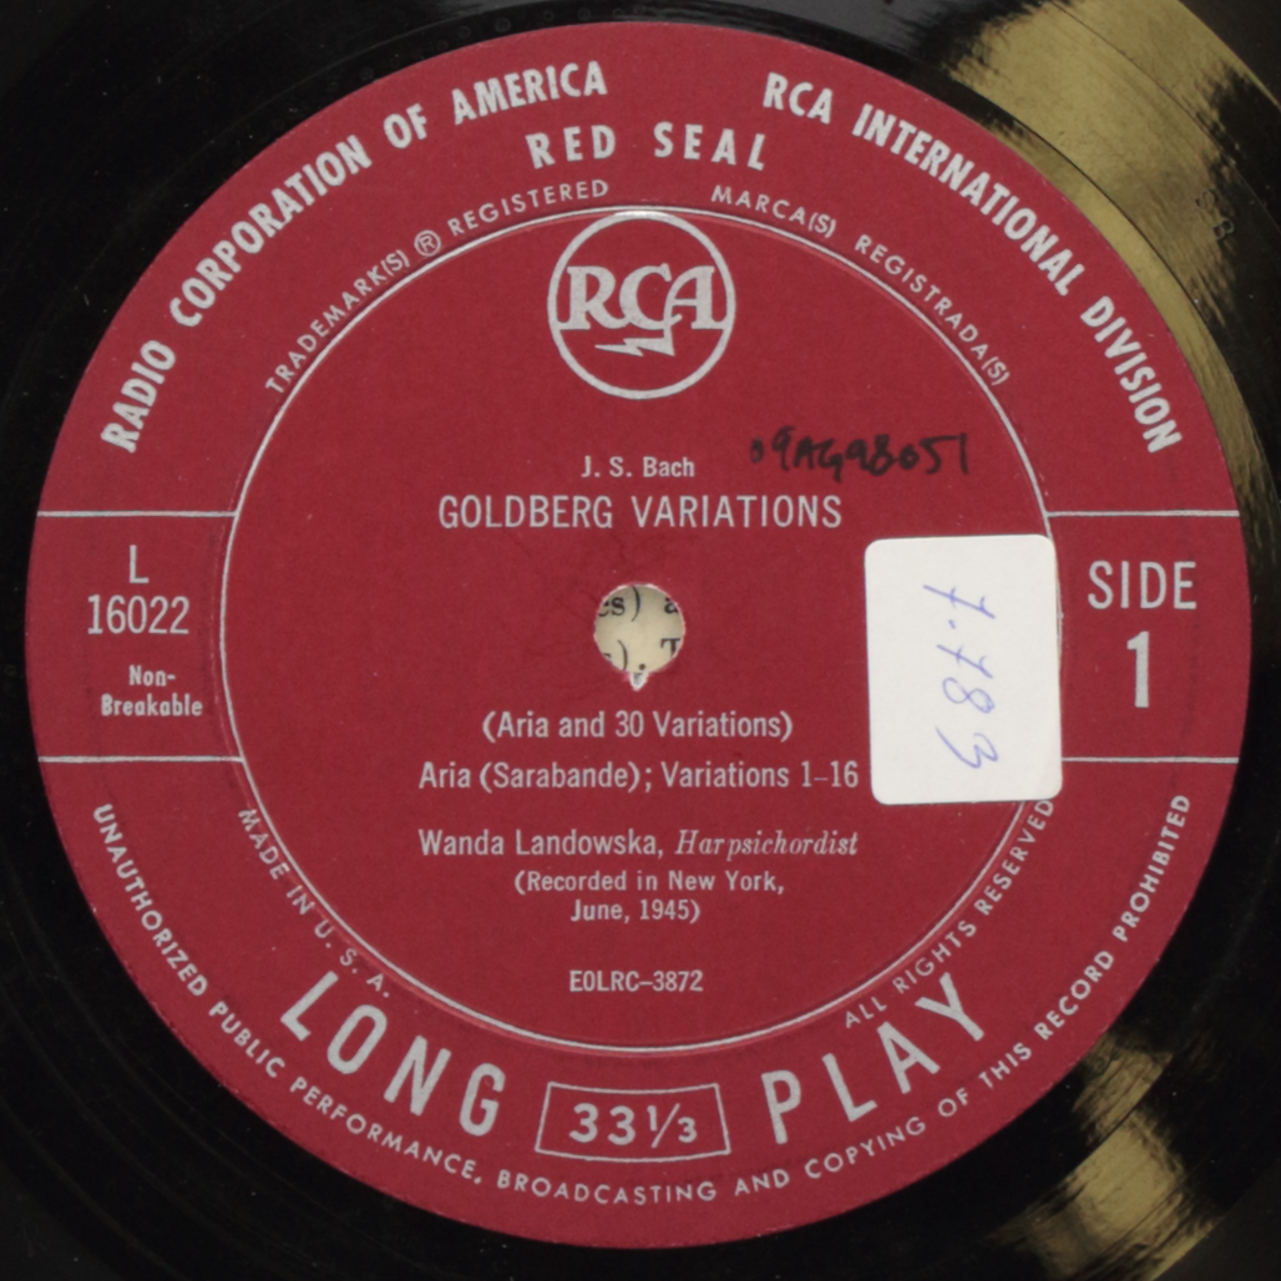 RADIO CORPORATION OF AMERICA
RCA INTERNATIONAL DIVISION
RED SEAL
TRADEMARK(S) ® REGISTERED
MARCA(S) REGISTRADA(S)
RCA
J. S. Bach
09AG98051
GOLDBERG VARIATIONS
L
16022
Non-
Breakable
SIDE
1
es)
(Aria and 30 Variations)
Aria (Sarabande); Variations 1–16
Wanda Landowska, Harpsichordist
(Recorded in New York,
June, 1945)
E0LRC–3872
MADE IN U. S. A.
ALL RIGHTS RESERVED
LONG 33 1/3 PLAY
UNAUTHORIZED PUBLIC PERFORMANCE, BROADCASTING AND COPYING OF THIS RECORD PROHIBITED